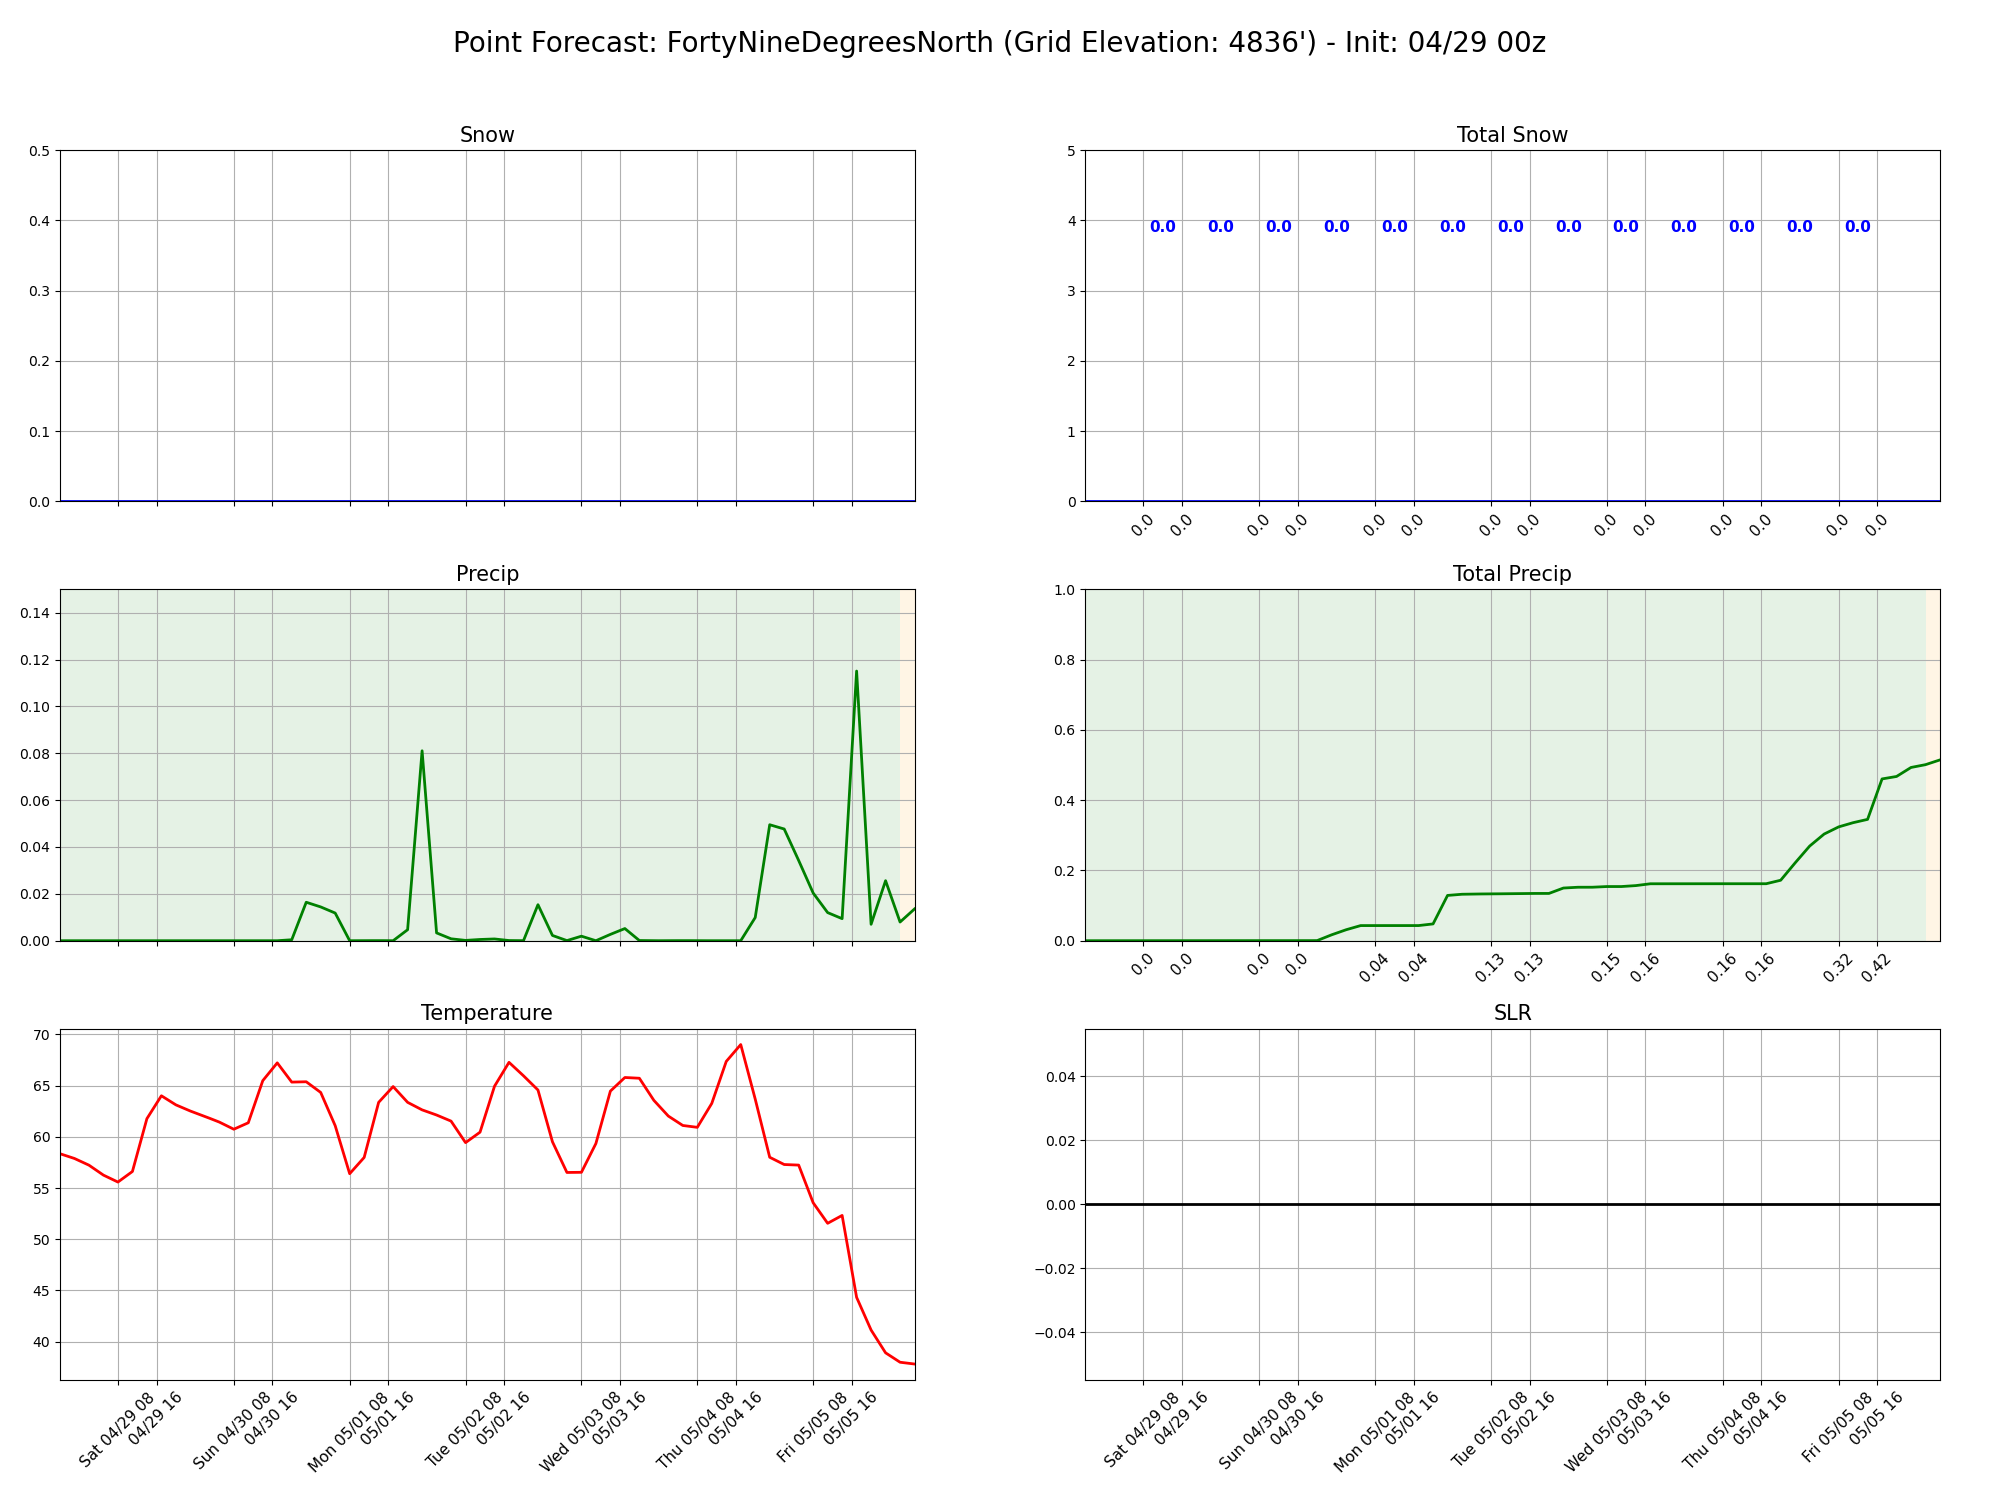 Point Forecast: FortyNineDegreesNorth (Grid Elevation: 4836') - Init: 04/29 00z
Snow
0.5
0.4
0.3
0.2
0.1
0.0
Total Snow
5
4
3
2
1
0
0.0 0.0 0.0 0.0 0.0 0.0 0.0 0.0 0.0 0.0 0.0 0.0 0.0
0.0 0.0 0.0 0.0 0.0 0.0 0.0 0.0 0.0 0.0 0.0 0.0 0.0 0.0
Precip
0.14
0.12
0.10
0.08
0.06
0.04
0.02
0.00
Total Precip
1.0
0.8
0.6
0.4
0.2
0.0
0.0 0.0 0.0 0.0 0.04 0.04 0.13 0.13 0.15 0.16 0.16 0.16 0.32 0.42
Temperature
70
65
60
55
50
45
40
Sat 04/29 08
04/29 16
Sun 04/30 08
04/30 16
Mon 05/01 08
05/01 16
Tue 05/02 08
05/02 16
Wed 05/03 08
05/03 16
Thu 05/04 08
05/04 16
Fri 05/05 08
05/05 16
SLR
0.04
0.02
0.00
−0.02
−0.04
Sat 04/29 08
04/29 16
Sun 04/30 08
04/30 16
Mon 05/01 08
05/01 16
Tue 05/02 08
05/02 16
Wed 05/03 08
05/03 16
Thu 05/04 08
05/04 16
Fri 05/05 08
05/05 16